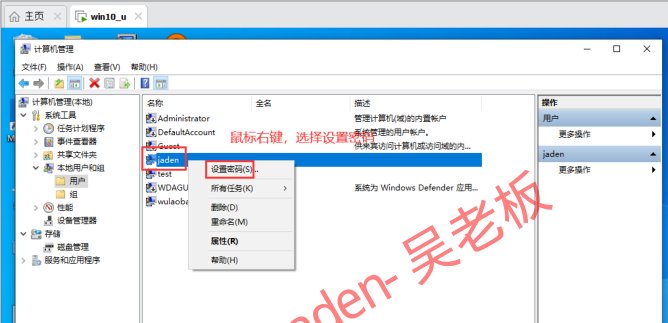 主页
win10_u
计算机管理
文件(F) 操作(A) 查看(V) 帮助(H)
计算机管理(本地)
系统工具
任务计划程序
事件查看器
共享文件夹
本地用户和组
用户
组
性能
设备管理器
存储
磁盘管理
服务和应用程序
名称 全名 描述
Administrator 管理计算机(域)的内置帐户
DefaultAccount 系统管理的用户帐户。
Guest 供来宾访问计算机或访问域的内...
jaden
test
WDAGU 系统为 Windows Defender 应用...
wulaoba
鼠标右键，选择设置密码
设置密码(S)...
所有任务(K)
删除(D)
重命名(M)
属性(R)
帮助(H)
操作
用户
更多操作
jaden
更多操作
aden- 吴老板